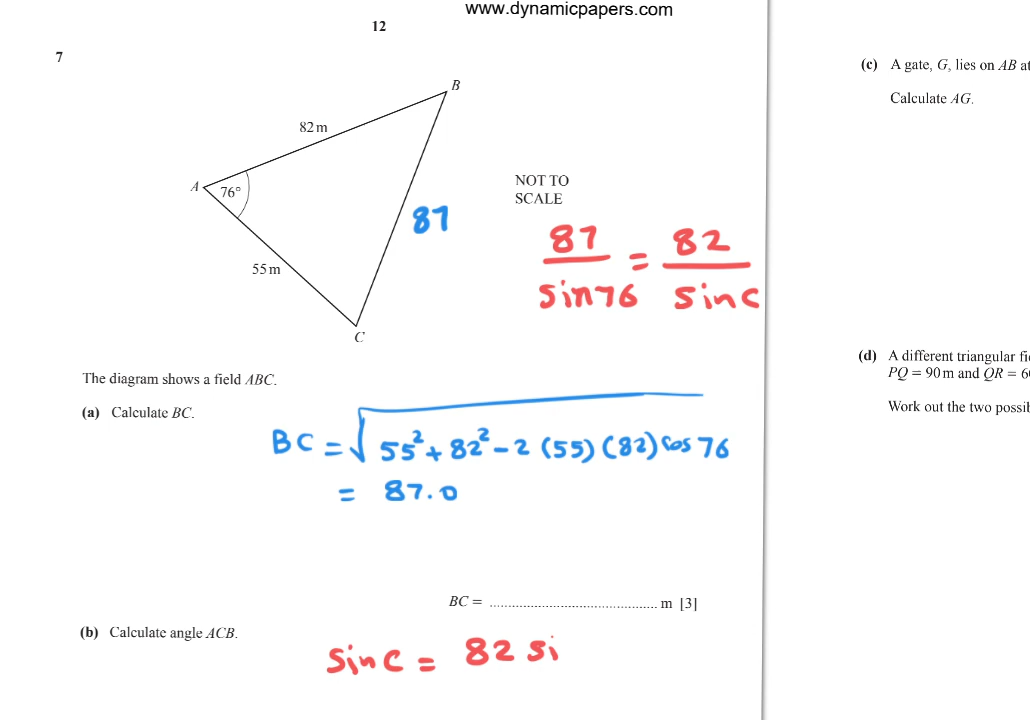 www.dynamicpapers.com
12
7
B
82 m
A
76°
NOT TO
SCALE
87
87 / sin76 = 82 / sinc
55 m
C
The diagram shows a field ABC.
(a) Calculate BC.
BC = √55² + 82² - 2 (55) (82) cos 76
= 87.0
BC = .......................................... m [3]
(b) Calculate angle ACB.
sin C = 82 si
(c) A gate, G, lies on AB at
Calculate AG.
(d) A different triangular
PQ = 90 m and QR = 6
Work out the two